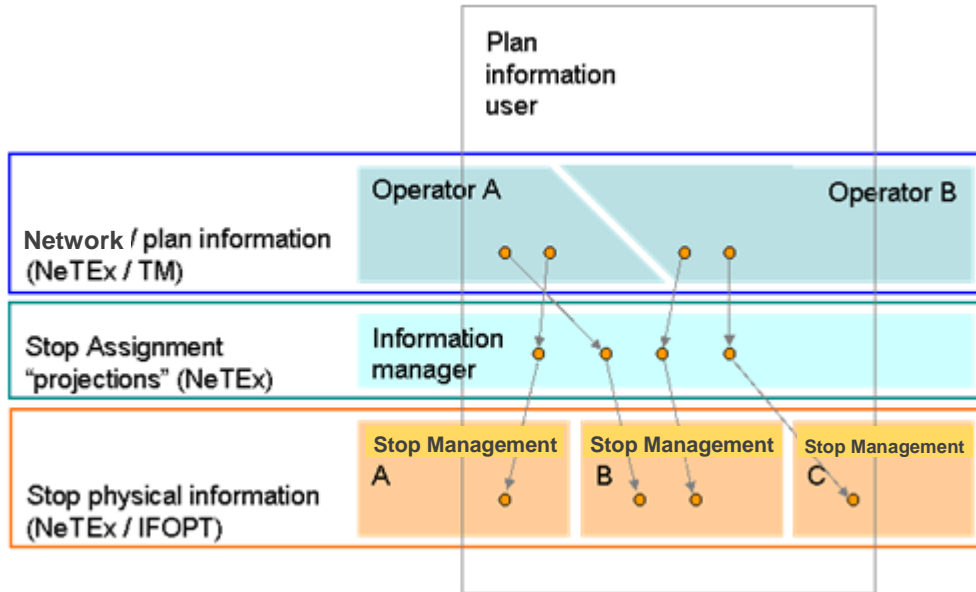 Plan
information
user
Operator A
Operator B
Network / plan information
(NeTEx / TM)
Stop Assignment
“projections” (NeTEx)
Information
manager
Stop Management
A
Stop Management
B
Stop Management
C
Stop physical information
(NeTEx / IFOPT)